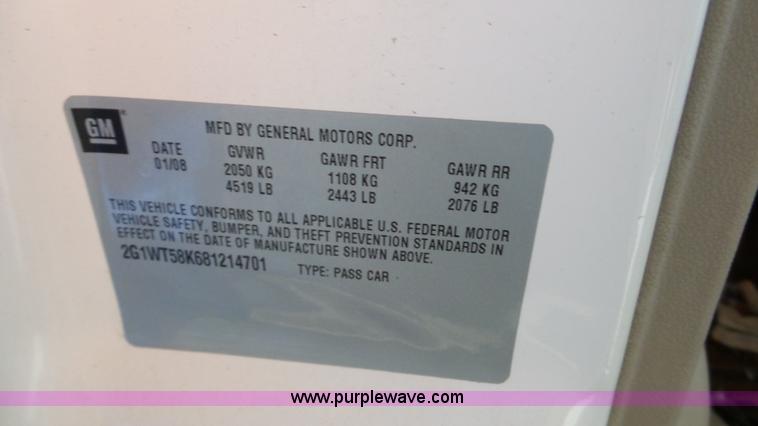 GM
MFD BY GENERAL MOTORS CORP.
DATE GVWR GAWR FRT GAWR RR
01/08 2050 KG 1108 KG 942 KG
4519 LB 2443 LB 2076 LB
THIS VEHICLE CONFORMS TO ALL APPLICABLE U.S. FEDERAL MOTOR
VEHICLE SAFETY, BUMPER, AND THEFT PREVENTION STANDARDS IN
EFFECT ON THE DATE OF MANUFACTURE SHOWN ABOVE.
2G1WT58K681214701 TYPE: PASS CAR
www.purplewave.com